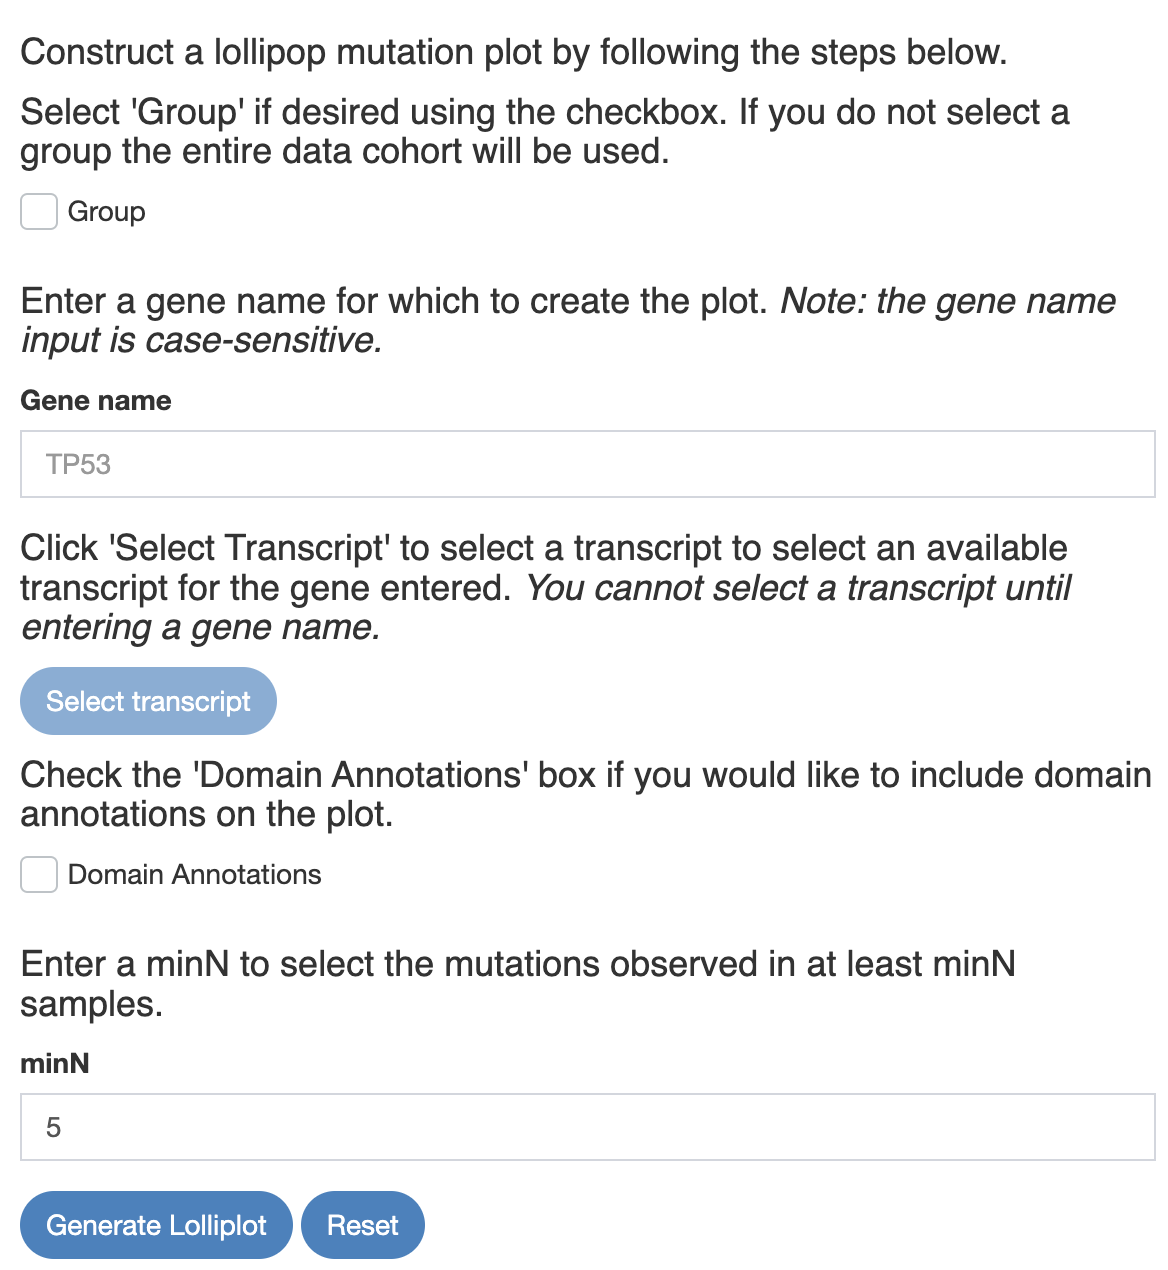 Construct a lollipop mutation plot by following the steps below.
Select 'Group' if desired using the checkbox. If you do not select a
group the entire data cohort will be used.
Group
Enter a gene name for which to create the plot. Note: the gene name
input is case-sensitive.
Gene name
TP53
Click 'Select Transcript' to select a transcript to select an available
transcript for the gene entered. You cannot select a transcript until
entering a gene name.
Select transcript
Check the 'Domain Annotations' box if you would like to include domain
annotations on the plot.
Domain Annotations
Enter a minN to select the mutations observed in at least minN
samples.
minN
5
Generate Lolliplot Reset